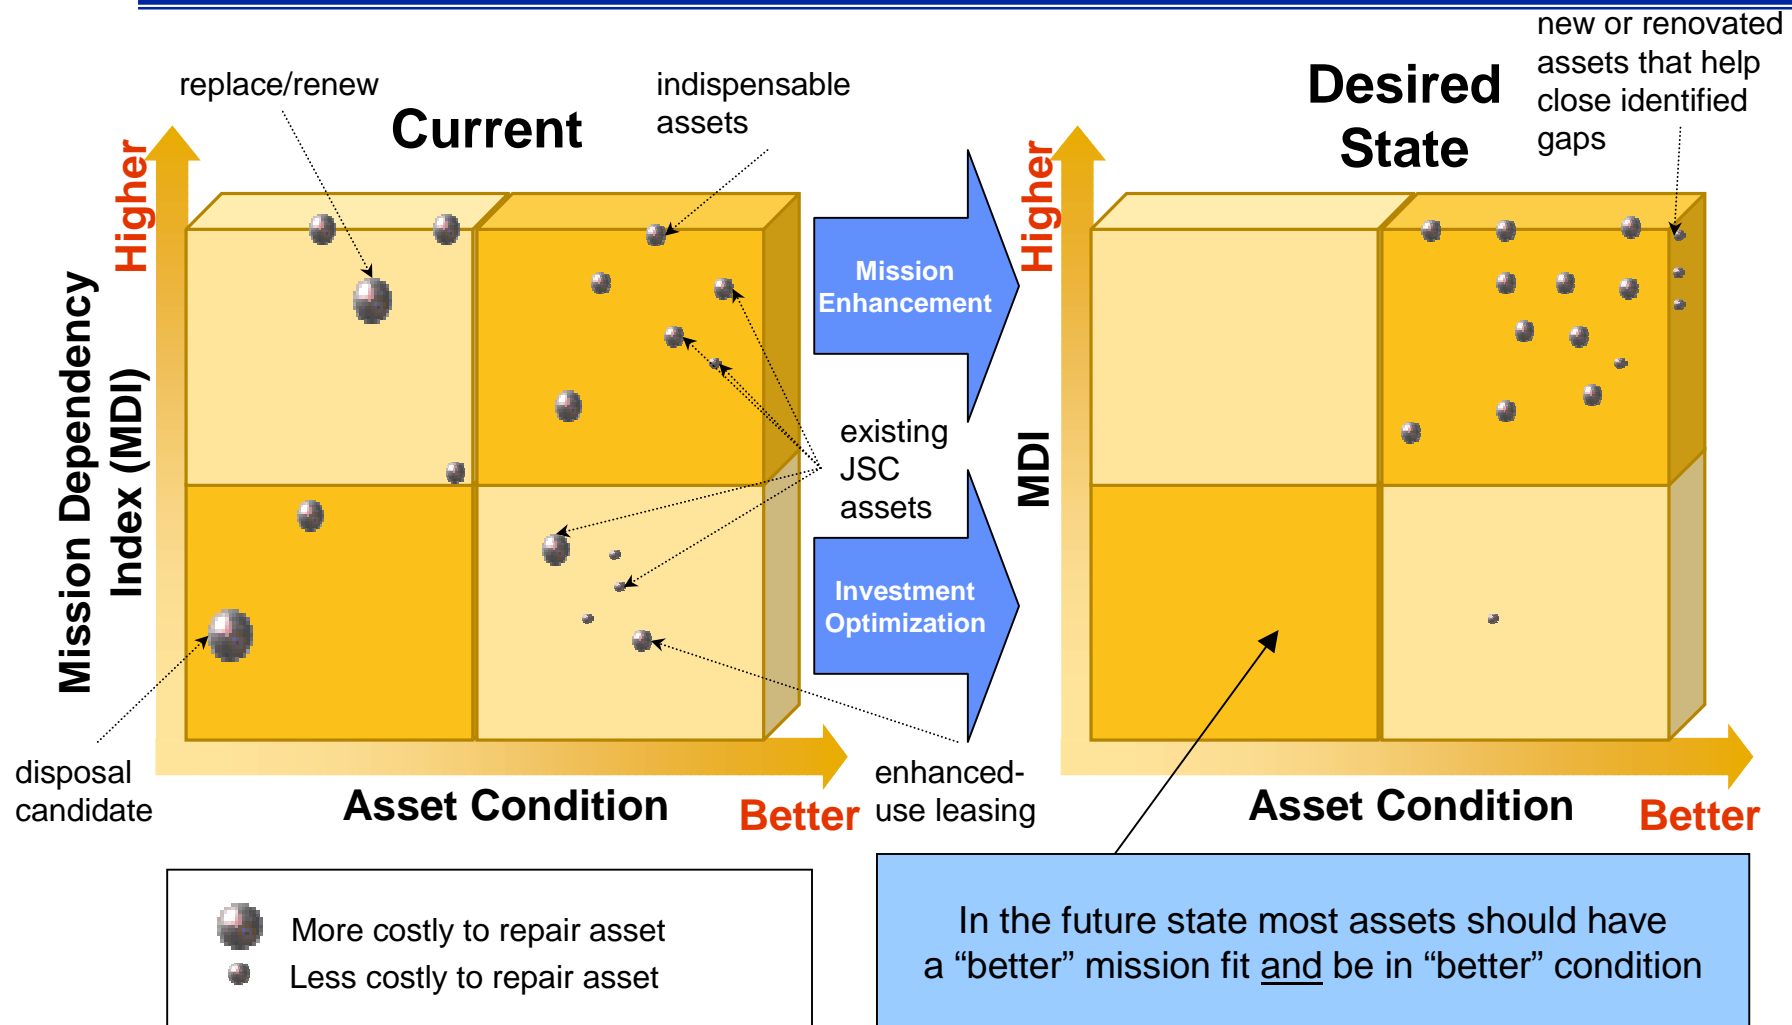 new or renovated
assets that help
close identified
gaps
replace/renew
indispensable
assets
Current
Desired
State
Higher
Higher
Mission Dependency
Index (MDI)
MDI
Mission
Enhancement
existing
JSC
assets
Investment
Optimization
disposal
candidate
enhanced-
use leasing
Asset Condition
Better
Asset Condition
Better
More costly to repair asset
Less costly to repair asset
In the future state most assets should have
a “better” mission fit and be in “better” condition